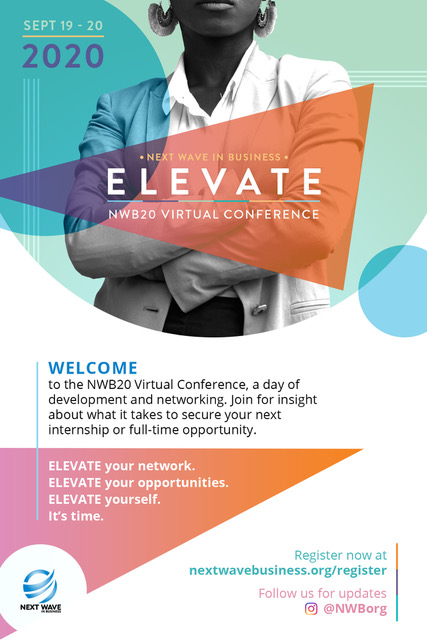 SEPT 19 - 20
2020
• NEXT WAVE IN BUSINESS •
ELEVATE
NWB20 VIRTUAL CONFERENCE
WELCOME
to the NWB20 Virtual Conference, a day of
development and networking. Join for insight
about what it takes to secure your next
internship or full-time opportunity.
ELEVATE your network.
ELEVATE your opportunities.
ELEVATE yourself.
It's time.
Register now at
nextwavebusiness.org/register
Follow us for updates
@NWBorg
NEXT WAVE
IN BUSINESS